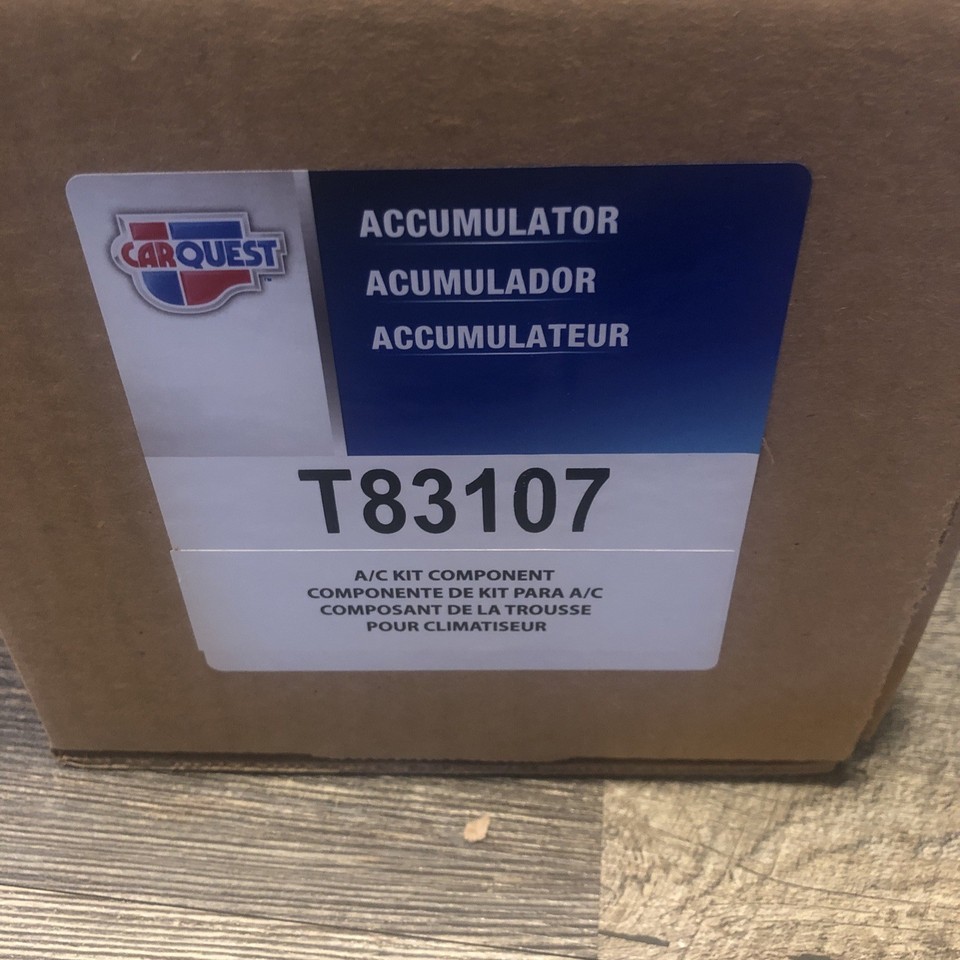 CARQUEST
ACCUMULATOR
ACUMULADOR
ACCUMULATEUR
T83107
A/C KIT COMPONENT
COMPONENTE DE KIT PARA A/C
COMPOSANT DE LA TROUSSE
POUR CLIMATISEUR